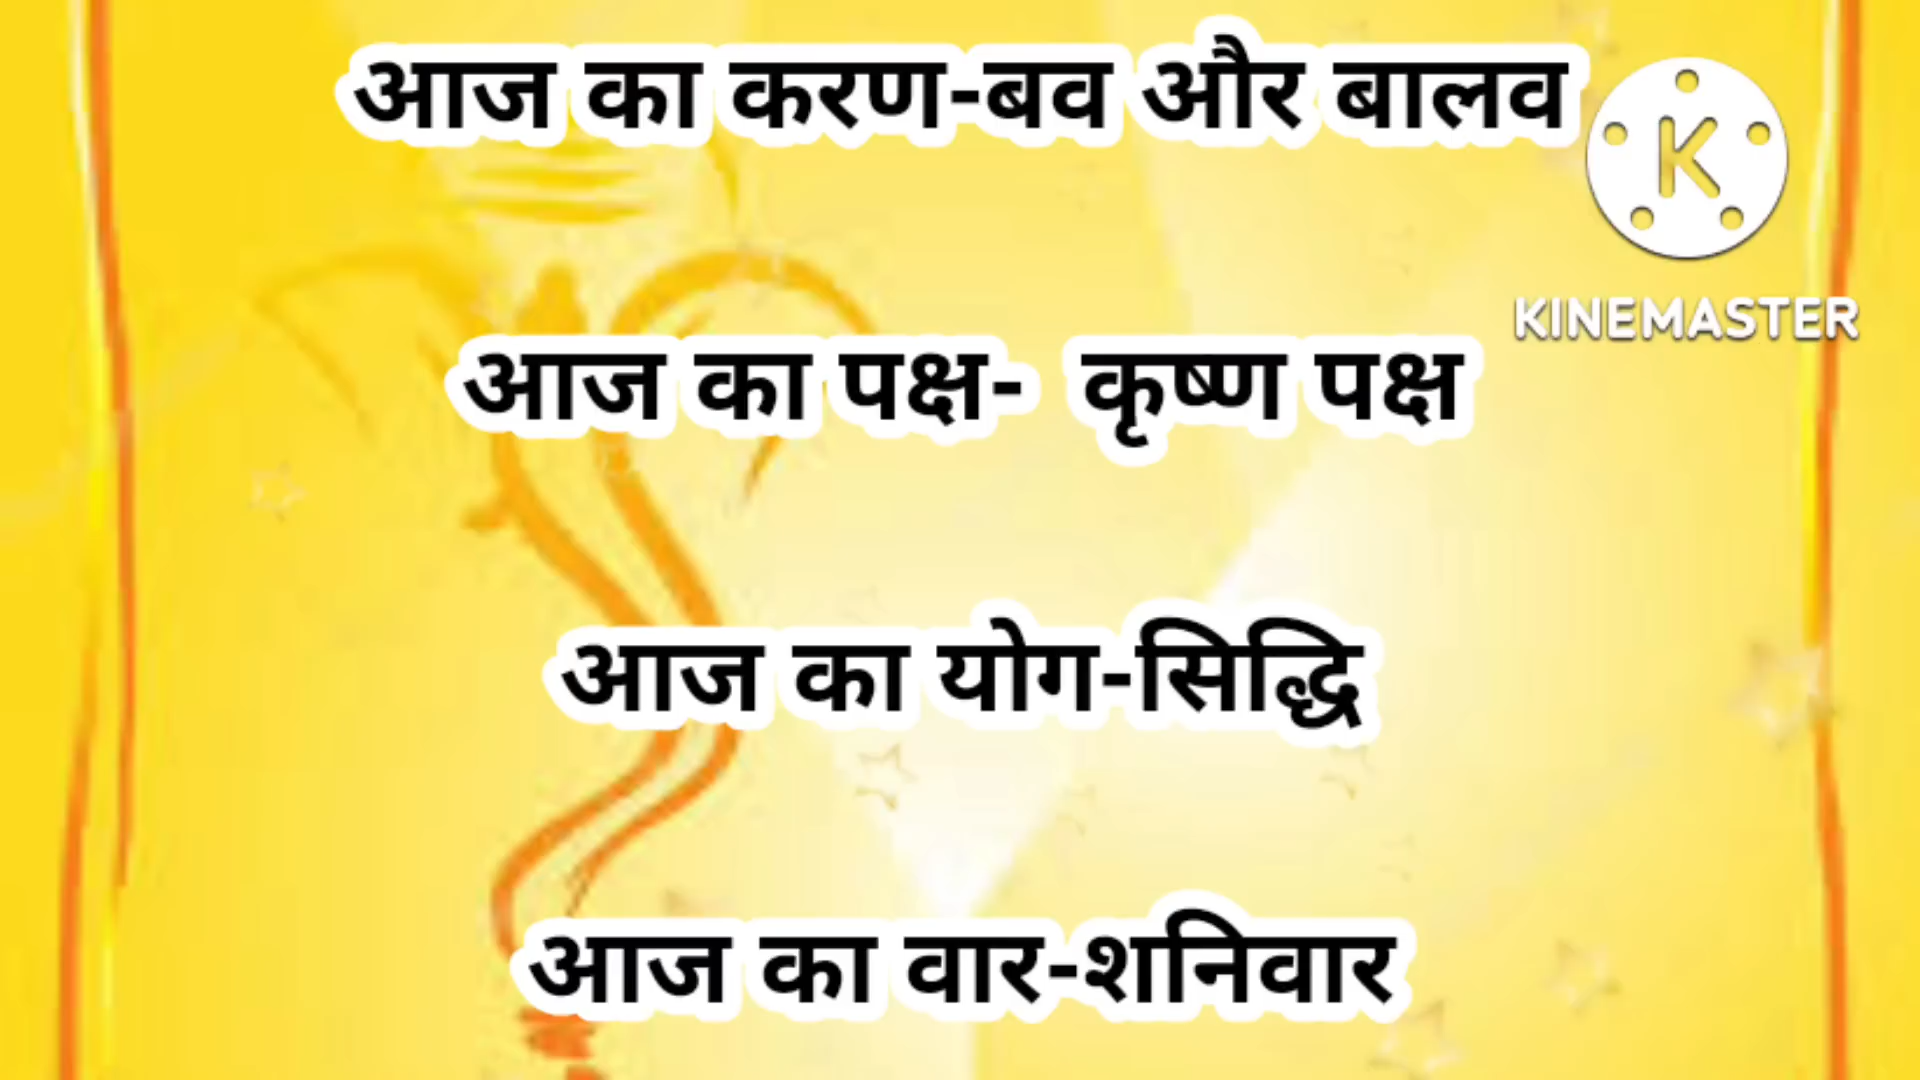 आज का करण-बव और बालव
KINEMASTER
आज का पक्ष-  कृष्ण पक्ष
आज का योग-सिद्धि
आज का वार-शनिवार